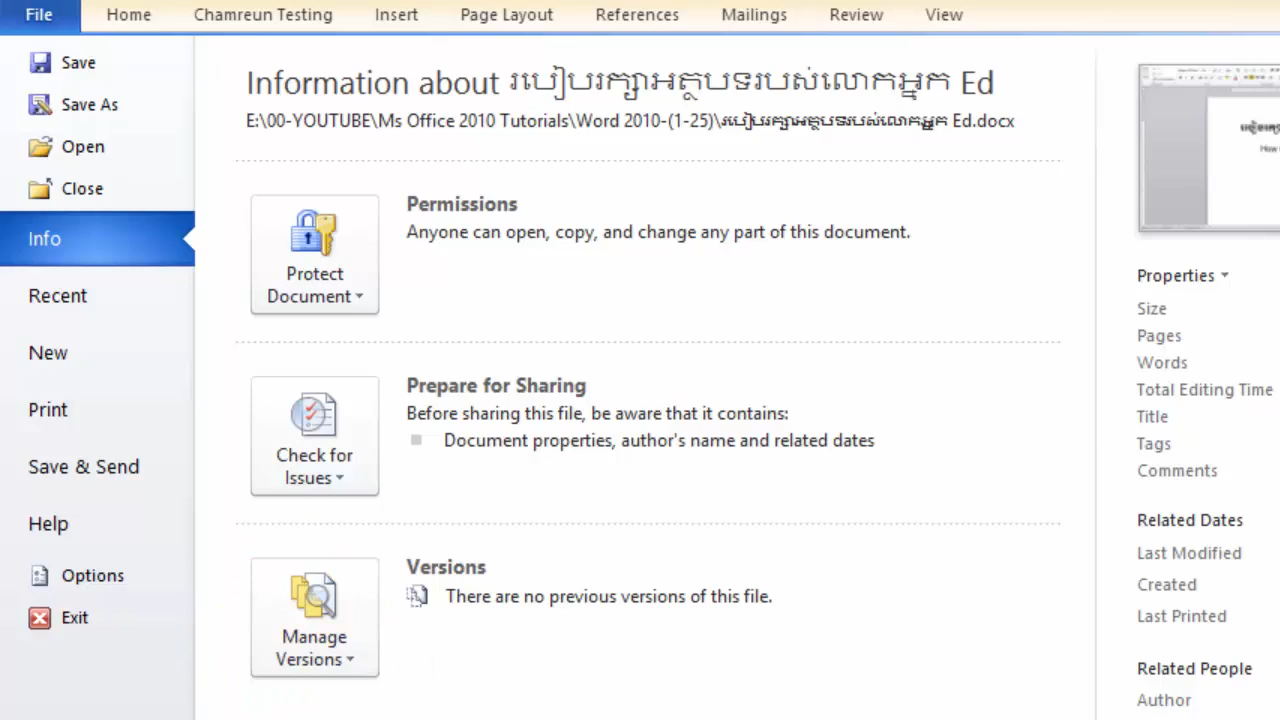 File Home Chamreun Testing Insert Page Layout References Mailings Review View
Save
Save As
Open
Close
Info
Recent
New
Print
Save & Send
Help
Options
Exit
Information about របៀបរក្សាអត្ថបទរបស់លោកអ្នក Ed
E:\00-YOUTUBE\Ms Office 2010 Tutorials\Word 2010-(1-25)\របៀបរក្សាអត្ថបទរបស់លោកអ្នក Ed.docx
Protect
Document
Permissions
Anyone can open, copy, and change any part of this document.
Check for
Issues
Prepare for Sharing
Before sharing this file, be aware that it contains:
Document properties, author's name and related dates
Manage
Versions
Versions
There are no previous versions of this file.
Properties
Size
Pages
Words
Total Editing Time
Title
Tags
Comments
Related Dates
Last Modified
Created
Last Printed
Related People
Author